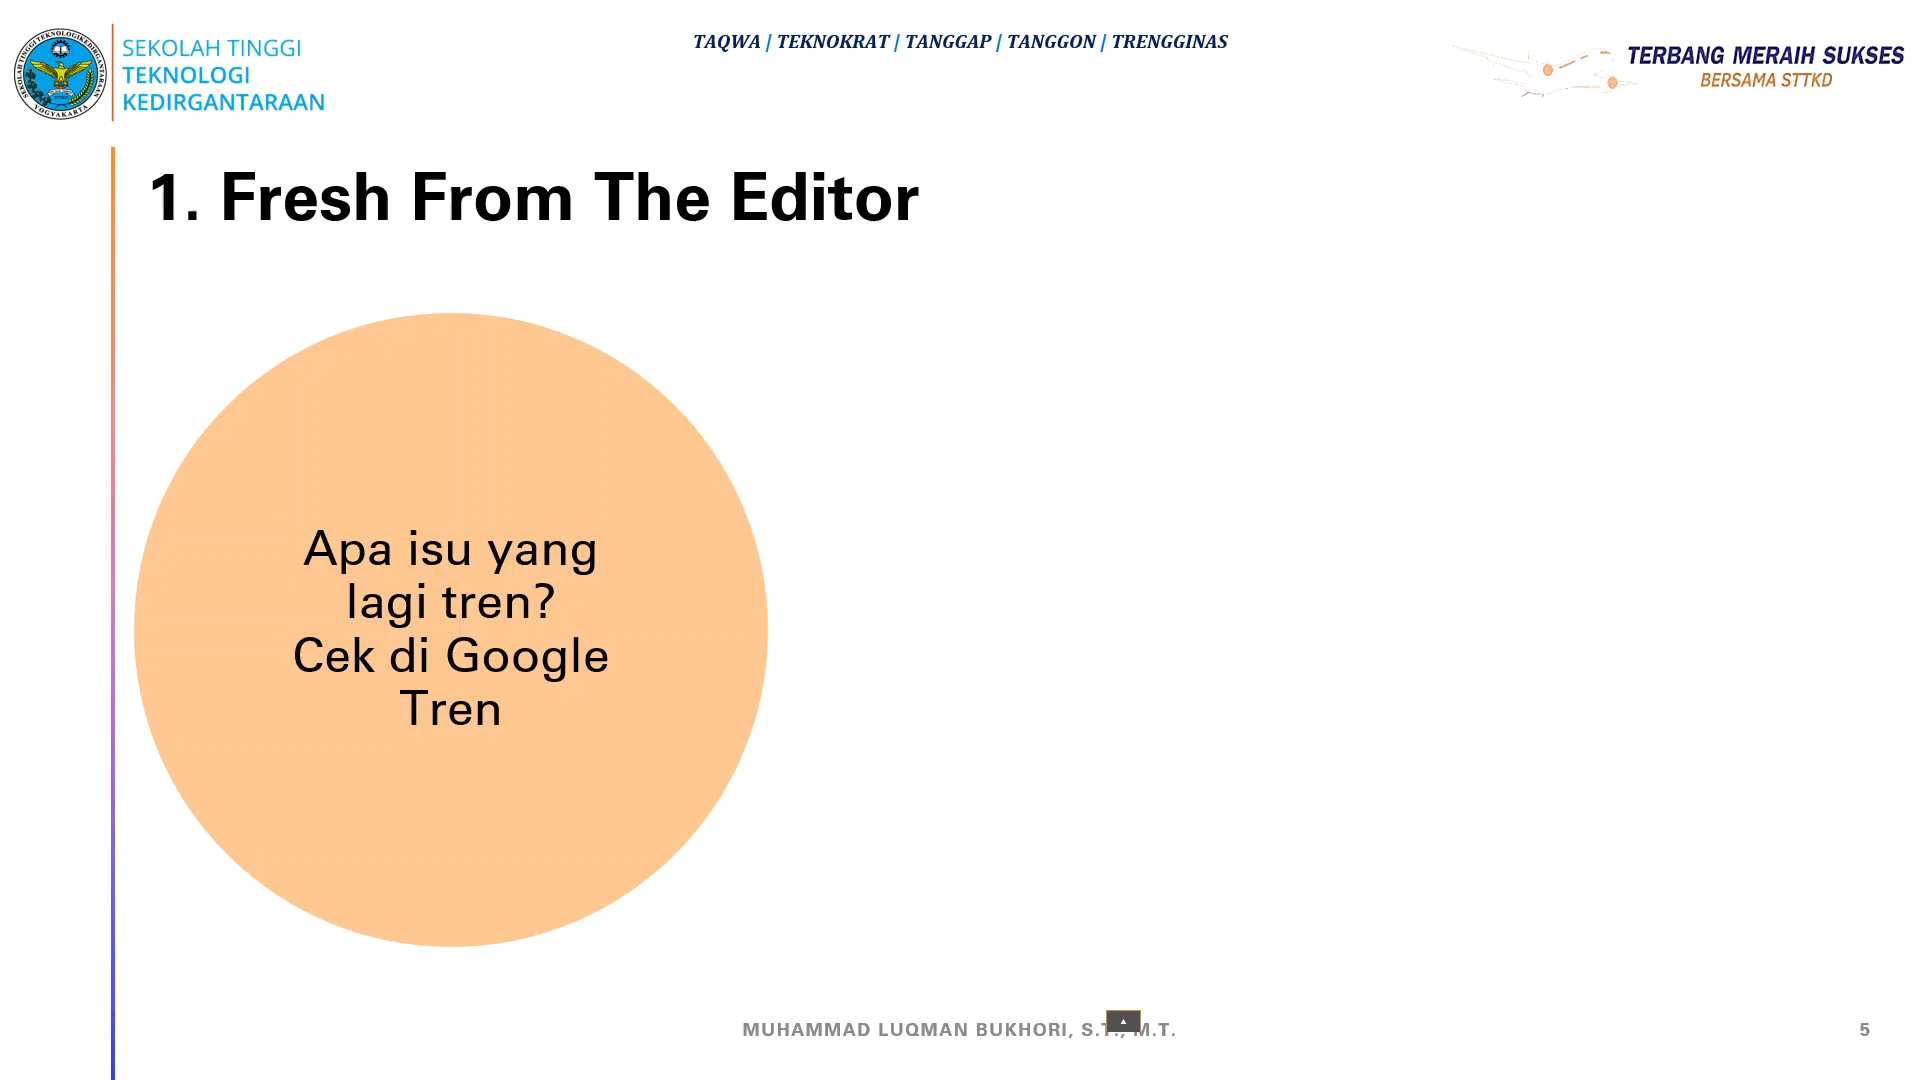 SEKOLAH TINGGI
TEKNOLOGI
KEDIRGANTARAAN
TAQWA | TEKNOKRAT | TANGGAP | TANGGON | TRENGGINAS
TERBANG MERAIH SUKSES
BERSAMA STTKD
1. Fresh From The Editor
Apa isu yang
lagi tren?
Cek di Google
Tren
MUHAMMAD LUQMAN BUKHORI, S.T., M.T.
5